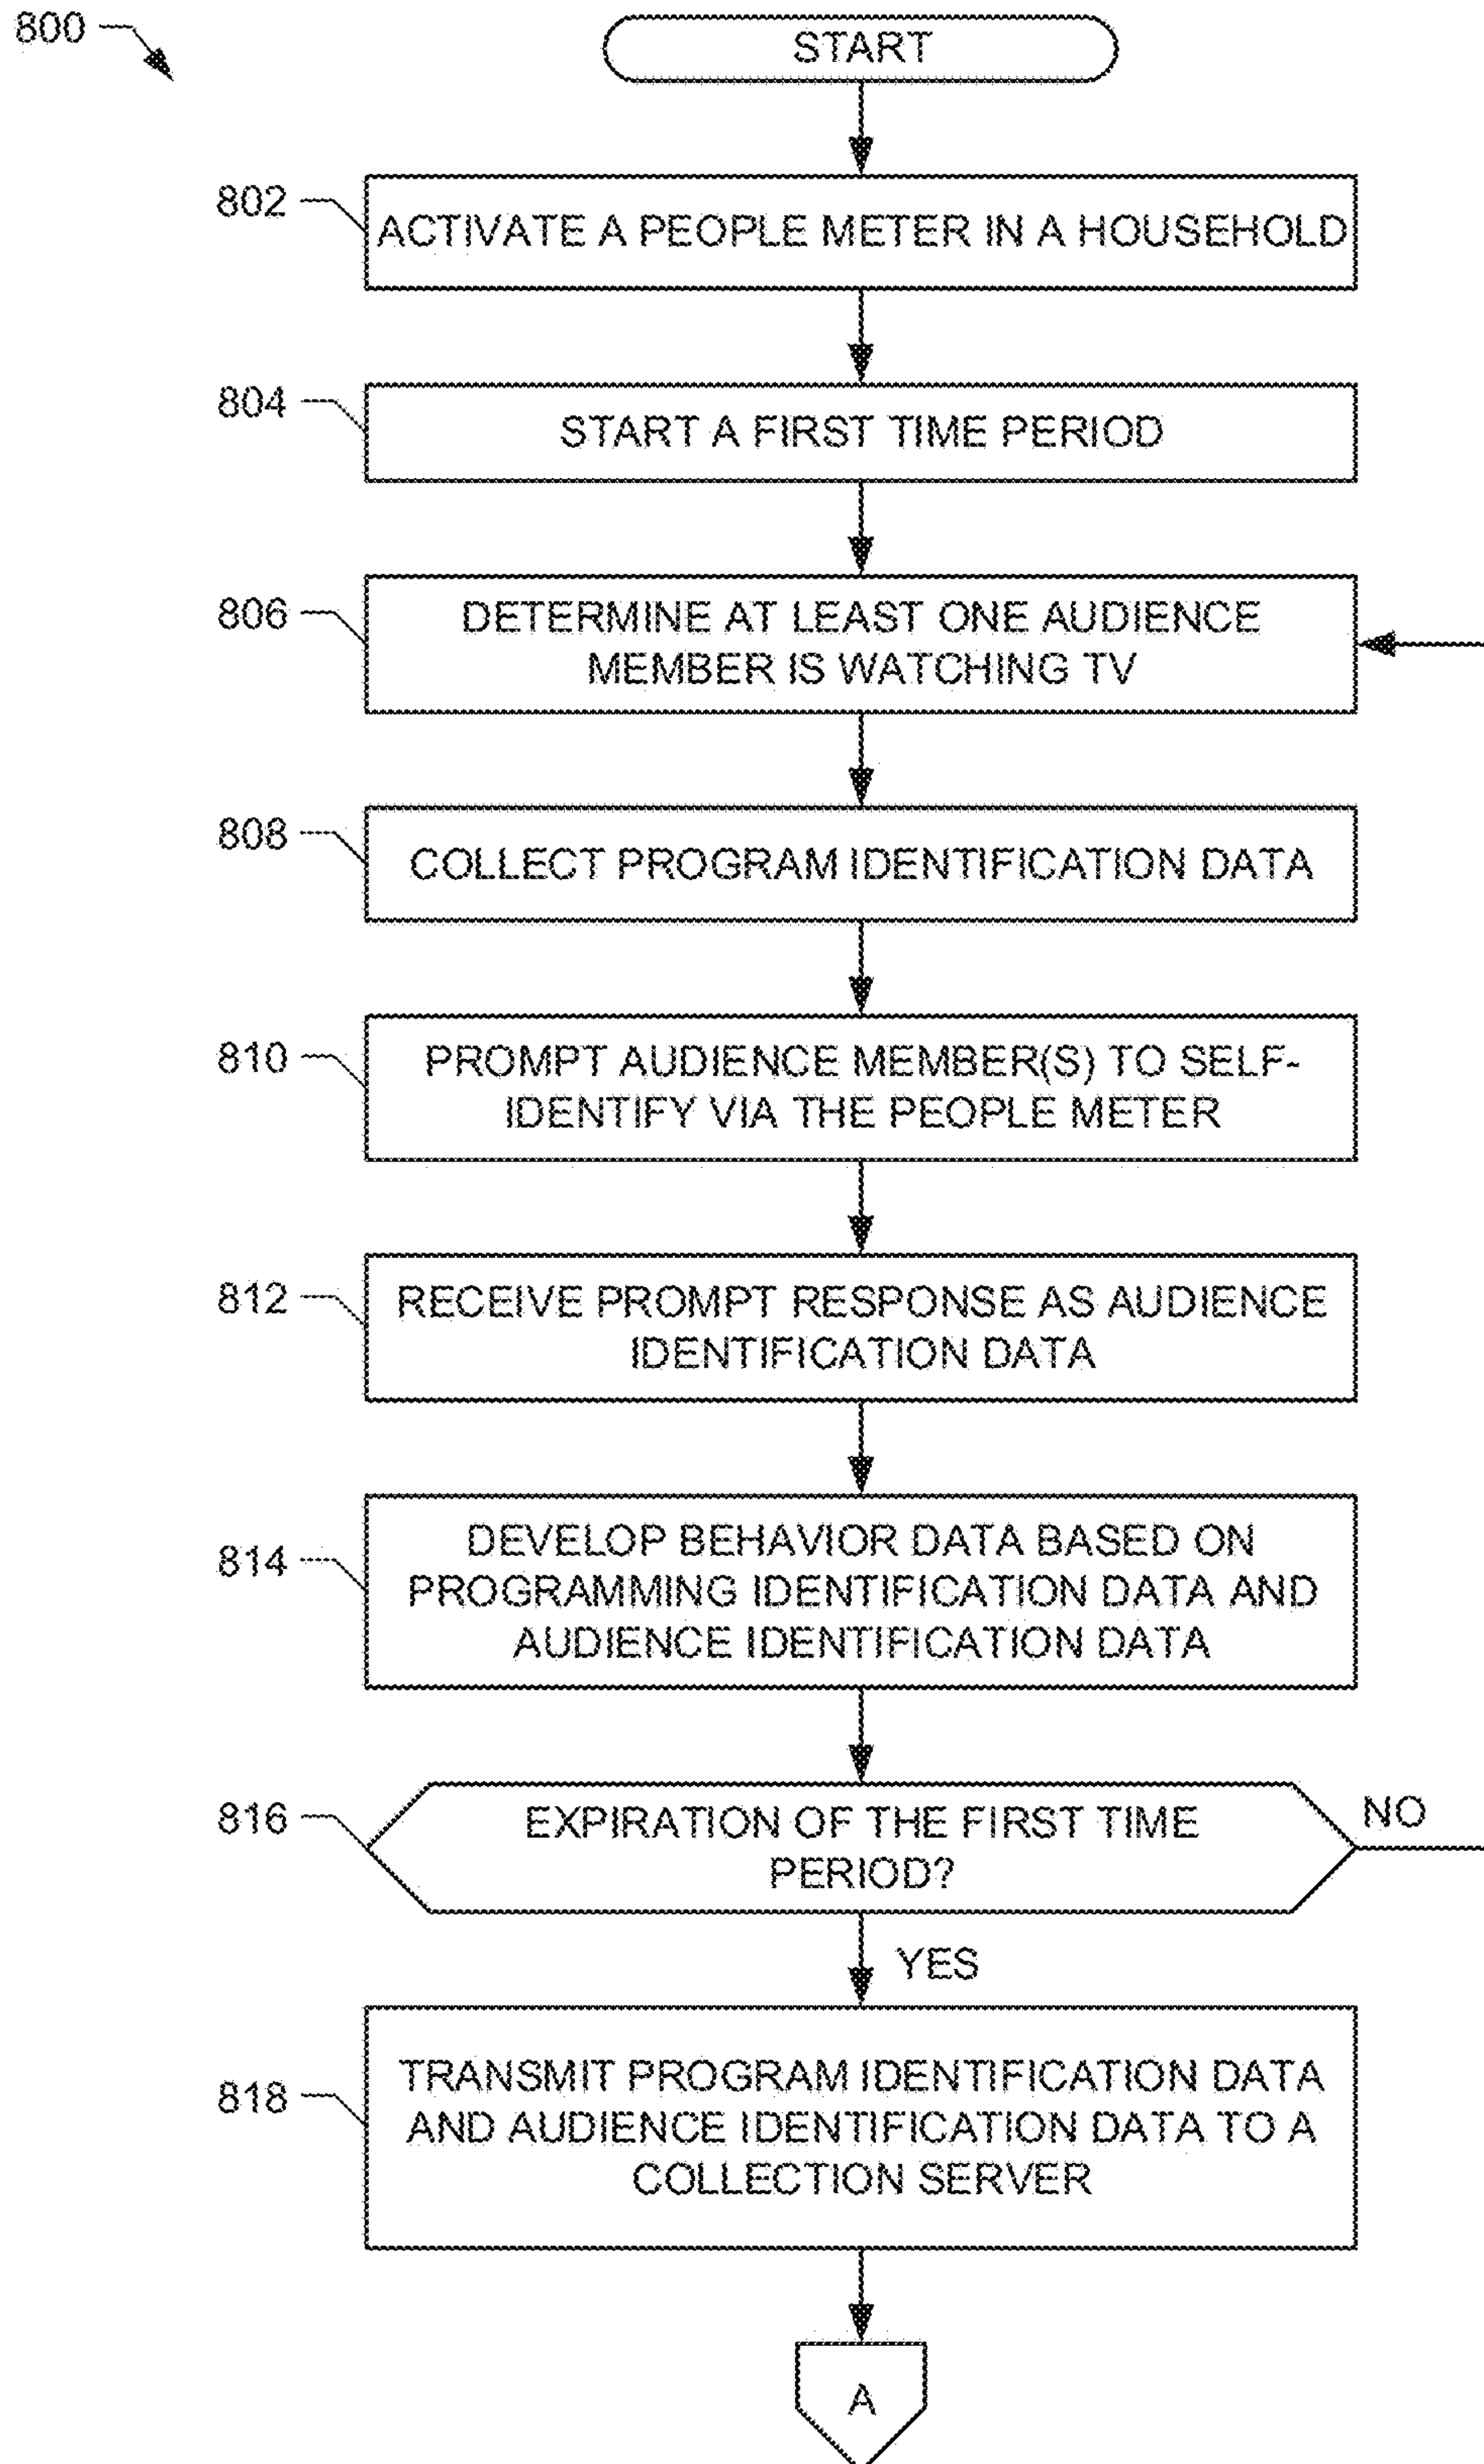 800
START
802
ACTIVATE A PEOPLE METER IN A HOUSEHOLD
804
START A FIRST TIME PERIOD
806
DETERMINE AT LEAST ONE AUDIENCE
MEMBER IS WATCHING TV
808
COLLECT PROGRAM IDENTIFICATION DATA
810
PROMPT AUDIENCE MEMBER(S) TO SELF-
IDENTIFY VIA THE PEOPLE METER
812
RECEIVE PROMPT RESPONSE AS AUDIENCE
IDENTIFICATION DATA
814
DEVELOP BEHAVIOR DATA BASED ON
PROGRAMMING IDENTIFICATION DATA AND
AUDIENCE IDENTIFICATION DATA
816
EXPIRATION OF THE FIRST TIME
PERIOD?
NO
YES
818
TRANSMIT PROGRAM IDENTIFICATION DATA
AND AUDIENCE IDENTIFICATION DATA TO A
COLLECTION SERVER
A